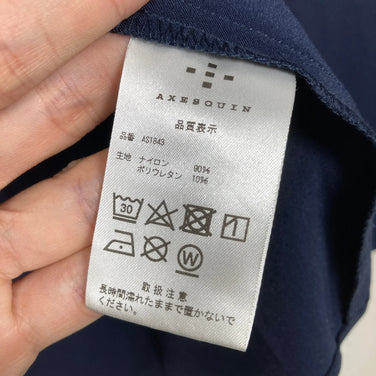 AXESQUIN
品質表示
品番 AS1843
生地 ナイロン 90%
ポリウレタン 10%
30
1
W
取扱注意
長時間濡れたままで置かないで
ください。